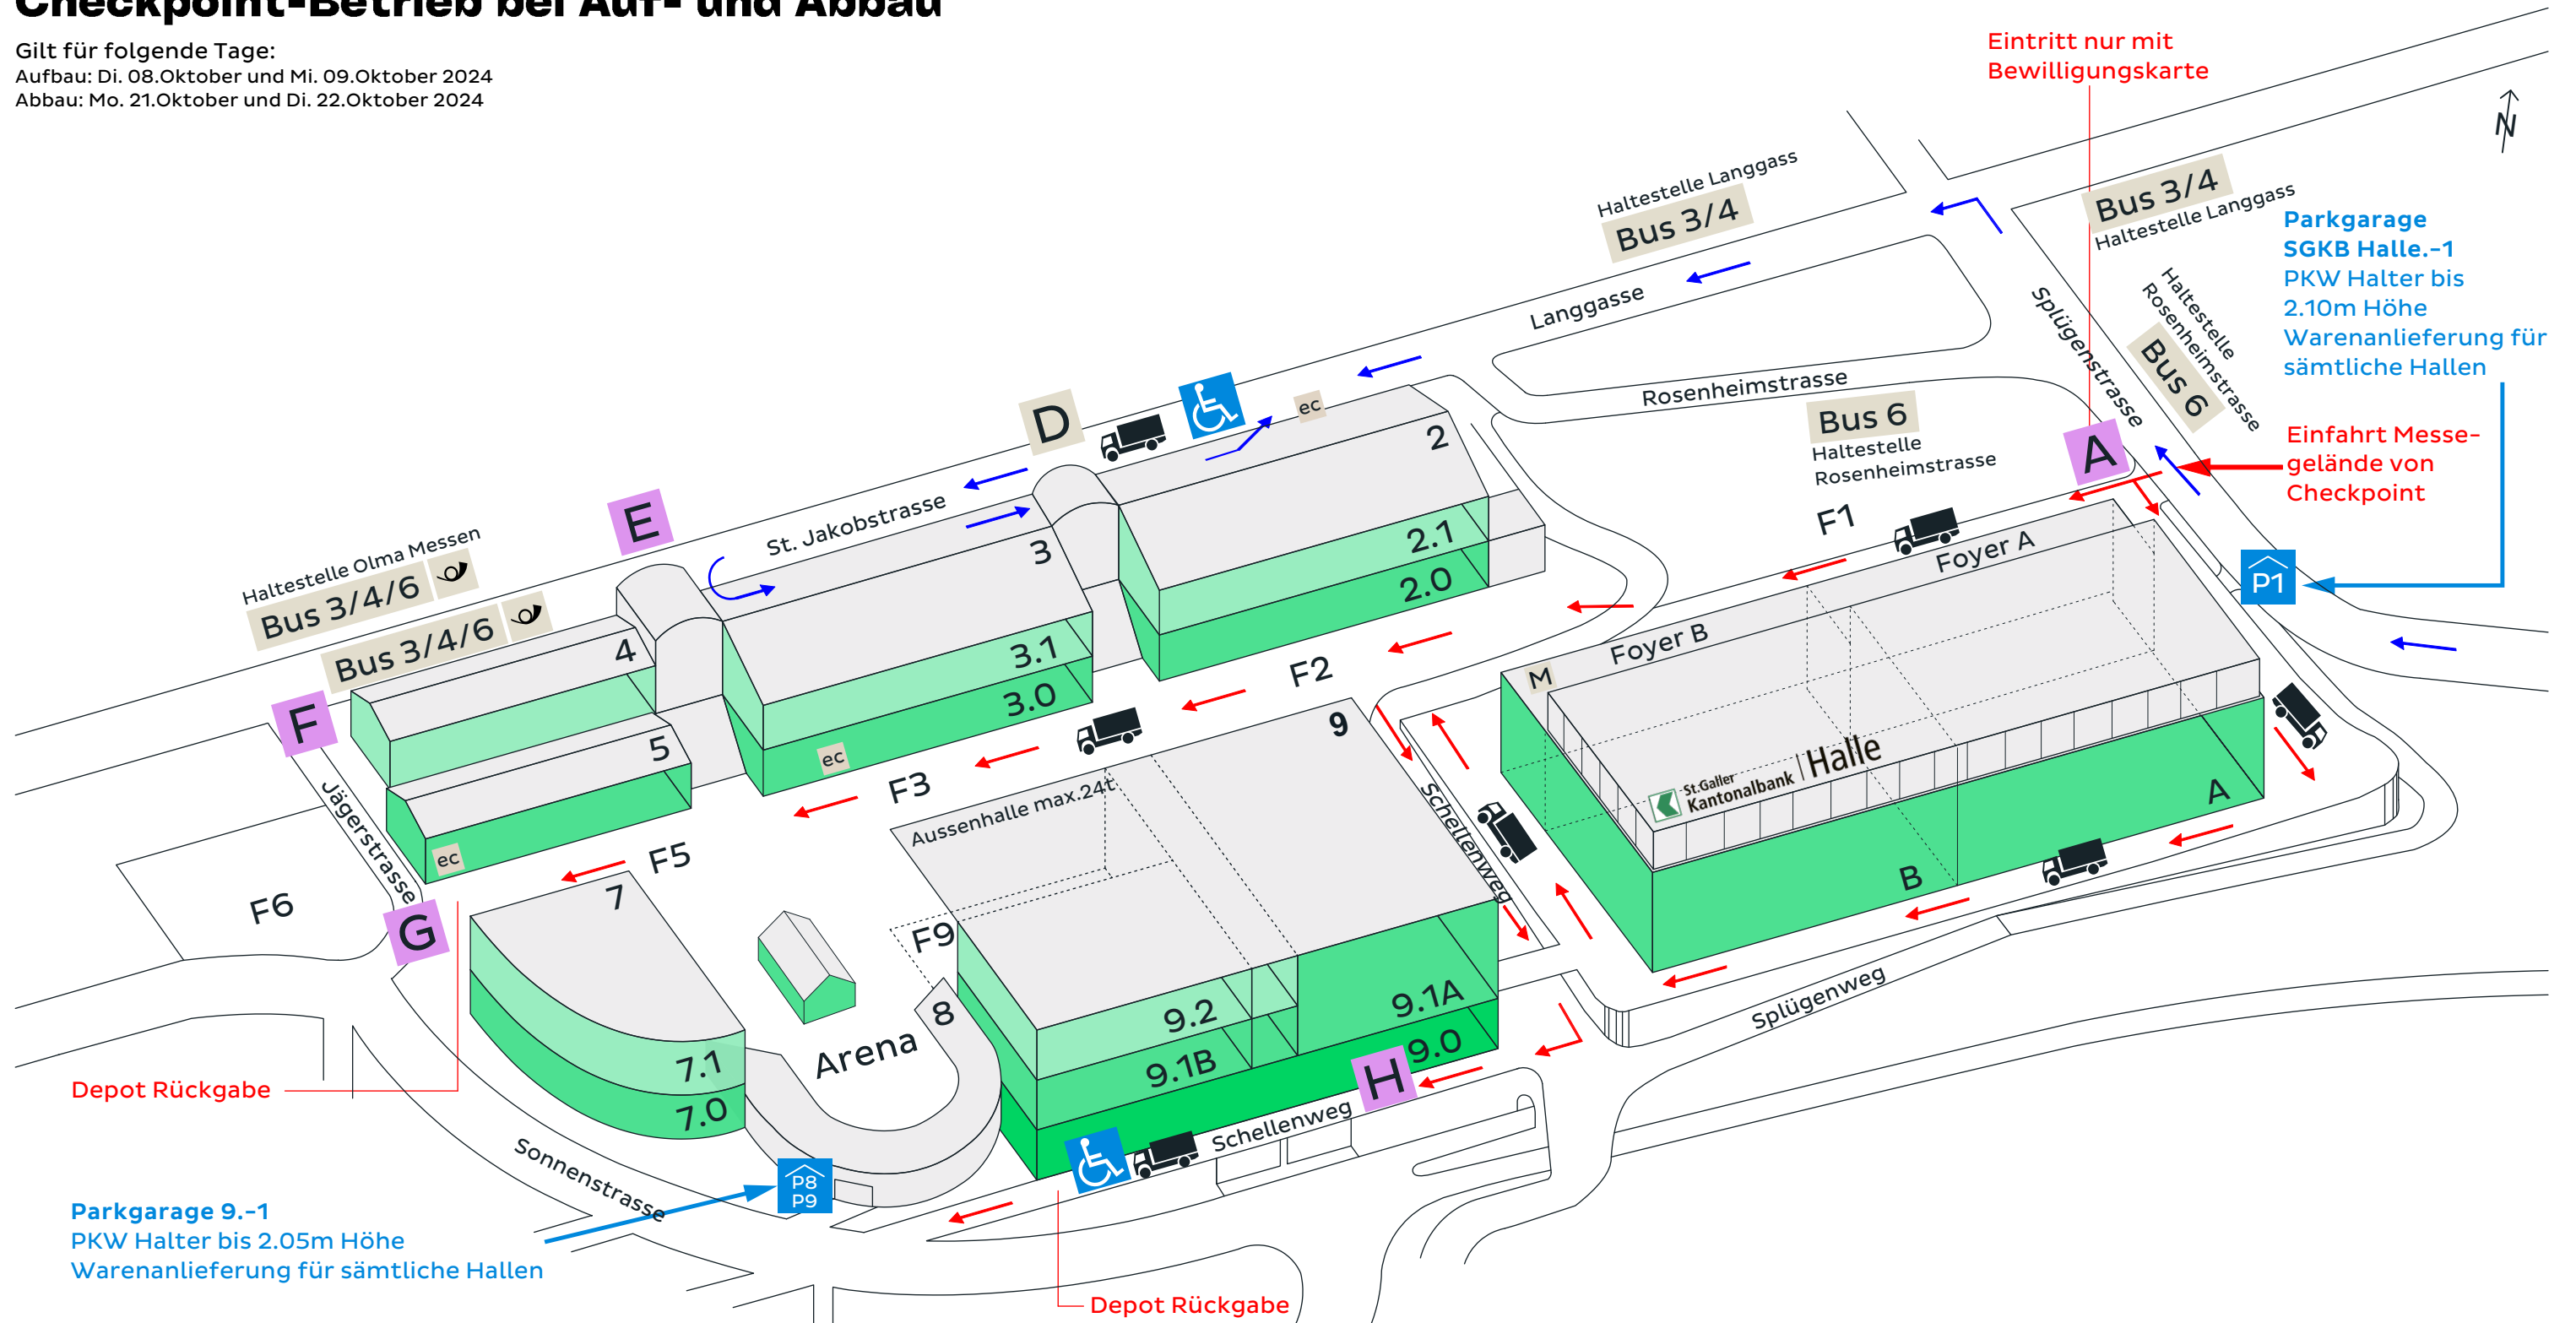 Checkpoint-Betrieb bei Auf- und Abbau
Gilt für folgende Tage:
Aufbau: Di. 08.Oktober und Mi. 09.Oktober 2024
Abbau: Mo. 21.Oktober und Di. 22.Oktober 2024
Eintritt nur mit
Bewilligungskarte
N
Haltestelle Langgass
Bus 3/4
Bus 3/4
Haltestelle Langgass
Parkgarage
SGKB Halle.-1
PKW Halter bis
2.10m Höhe
Warenanlieferung für
sämtliche Hallen
Langgasse
Splügenstrasse
Haltestelle
Rosenheimstrasse
Bus 6
Rosenheimstrasse
Bus 6
Haltestelle
Rosenheimstrasse
A
Einfahrt Messe-
gelände von
Checkpoint
P1
D
ec
2
2.1
2.0
E
St. Jakobstrasse
3
3.1
3.0
ec
Haltestelle Olma Messen
Bus 3/4/6
Bus 3/4/6
F
4
5
ec
Jägerstrasse
F6
G
F1
Foyer A
Foyer B
M
St.Galler
Kantonalbank
Halle
A
B
F2
F3
F5
9
Aussenhalle max.24t
Schellenweg
7
7.1
7.0
F9
8
Arena
9.2
9.1B
9.1A
9.0
H
Schellenweg
Splügenweg
Depot Rückgabe
Sonnenstrasse
P8
P9
Parkgarage 9.-1
PKW Halter bis 2.05m Höhe
Warenanlieferung für sämtliche Hallen
Depot Rückgabe